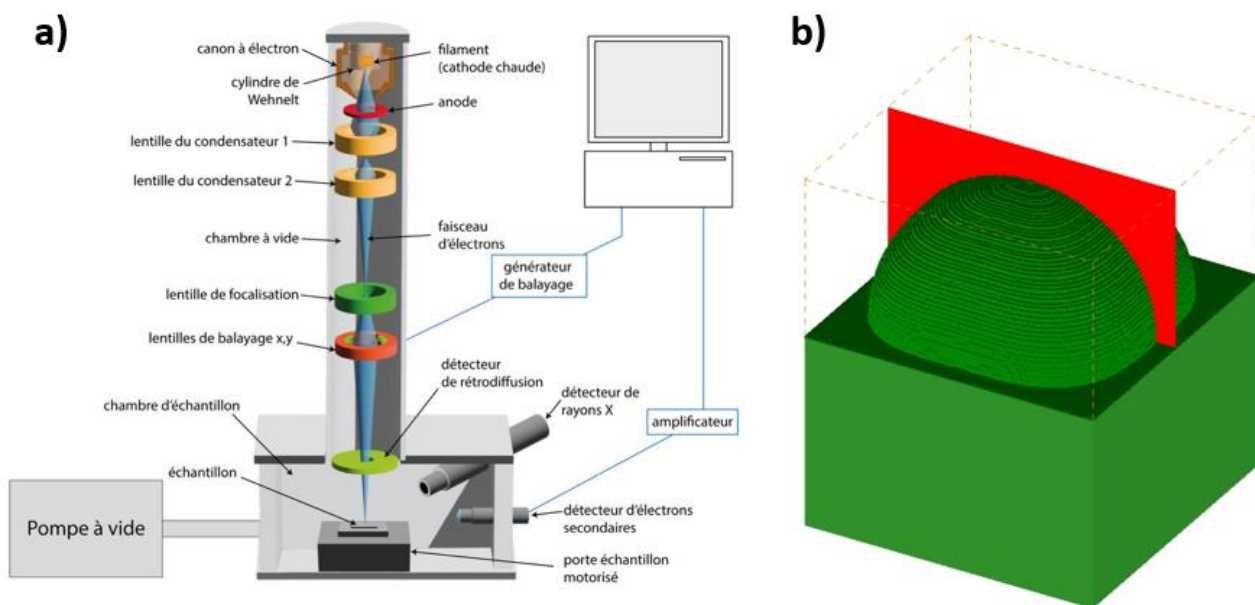 a)
b)
canon à électron
filament
(cathode chaude)
cylindre de
Wehnelt
anode
lentille du condensateur 1
lentille du condensateur 2
chambre à vide
faisceau
d'électrons
générateur
de balayage
lentille de focalisation
lentilles de balayage x,y
détecteur
de rétrodiffusion
détecteur de
rayons X
chambre d'échantillon
amplificateur
échantillon
Pompe à vide
détecteur d'électrons
secondaires
porte échantillon
motorisé